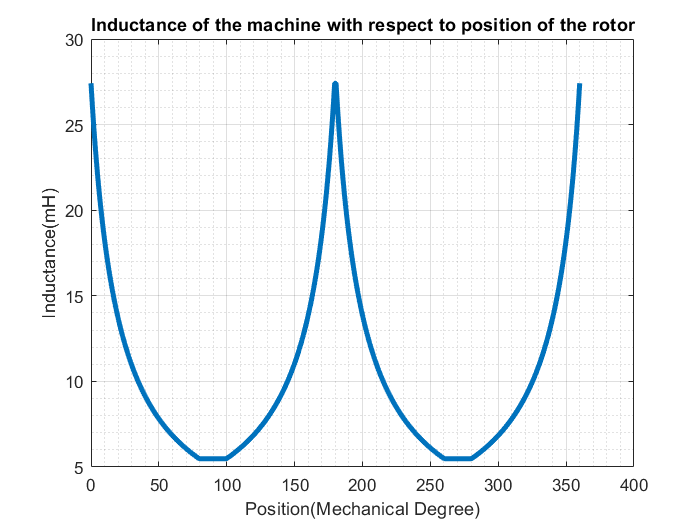 Inductance of the machine with respect to position of the rotor
30
25
20
15
10
5
0 50 100 150 200 250 300 350 400
Inductance(mH)
Position(Mechanical Degree)